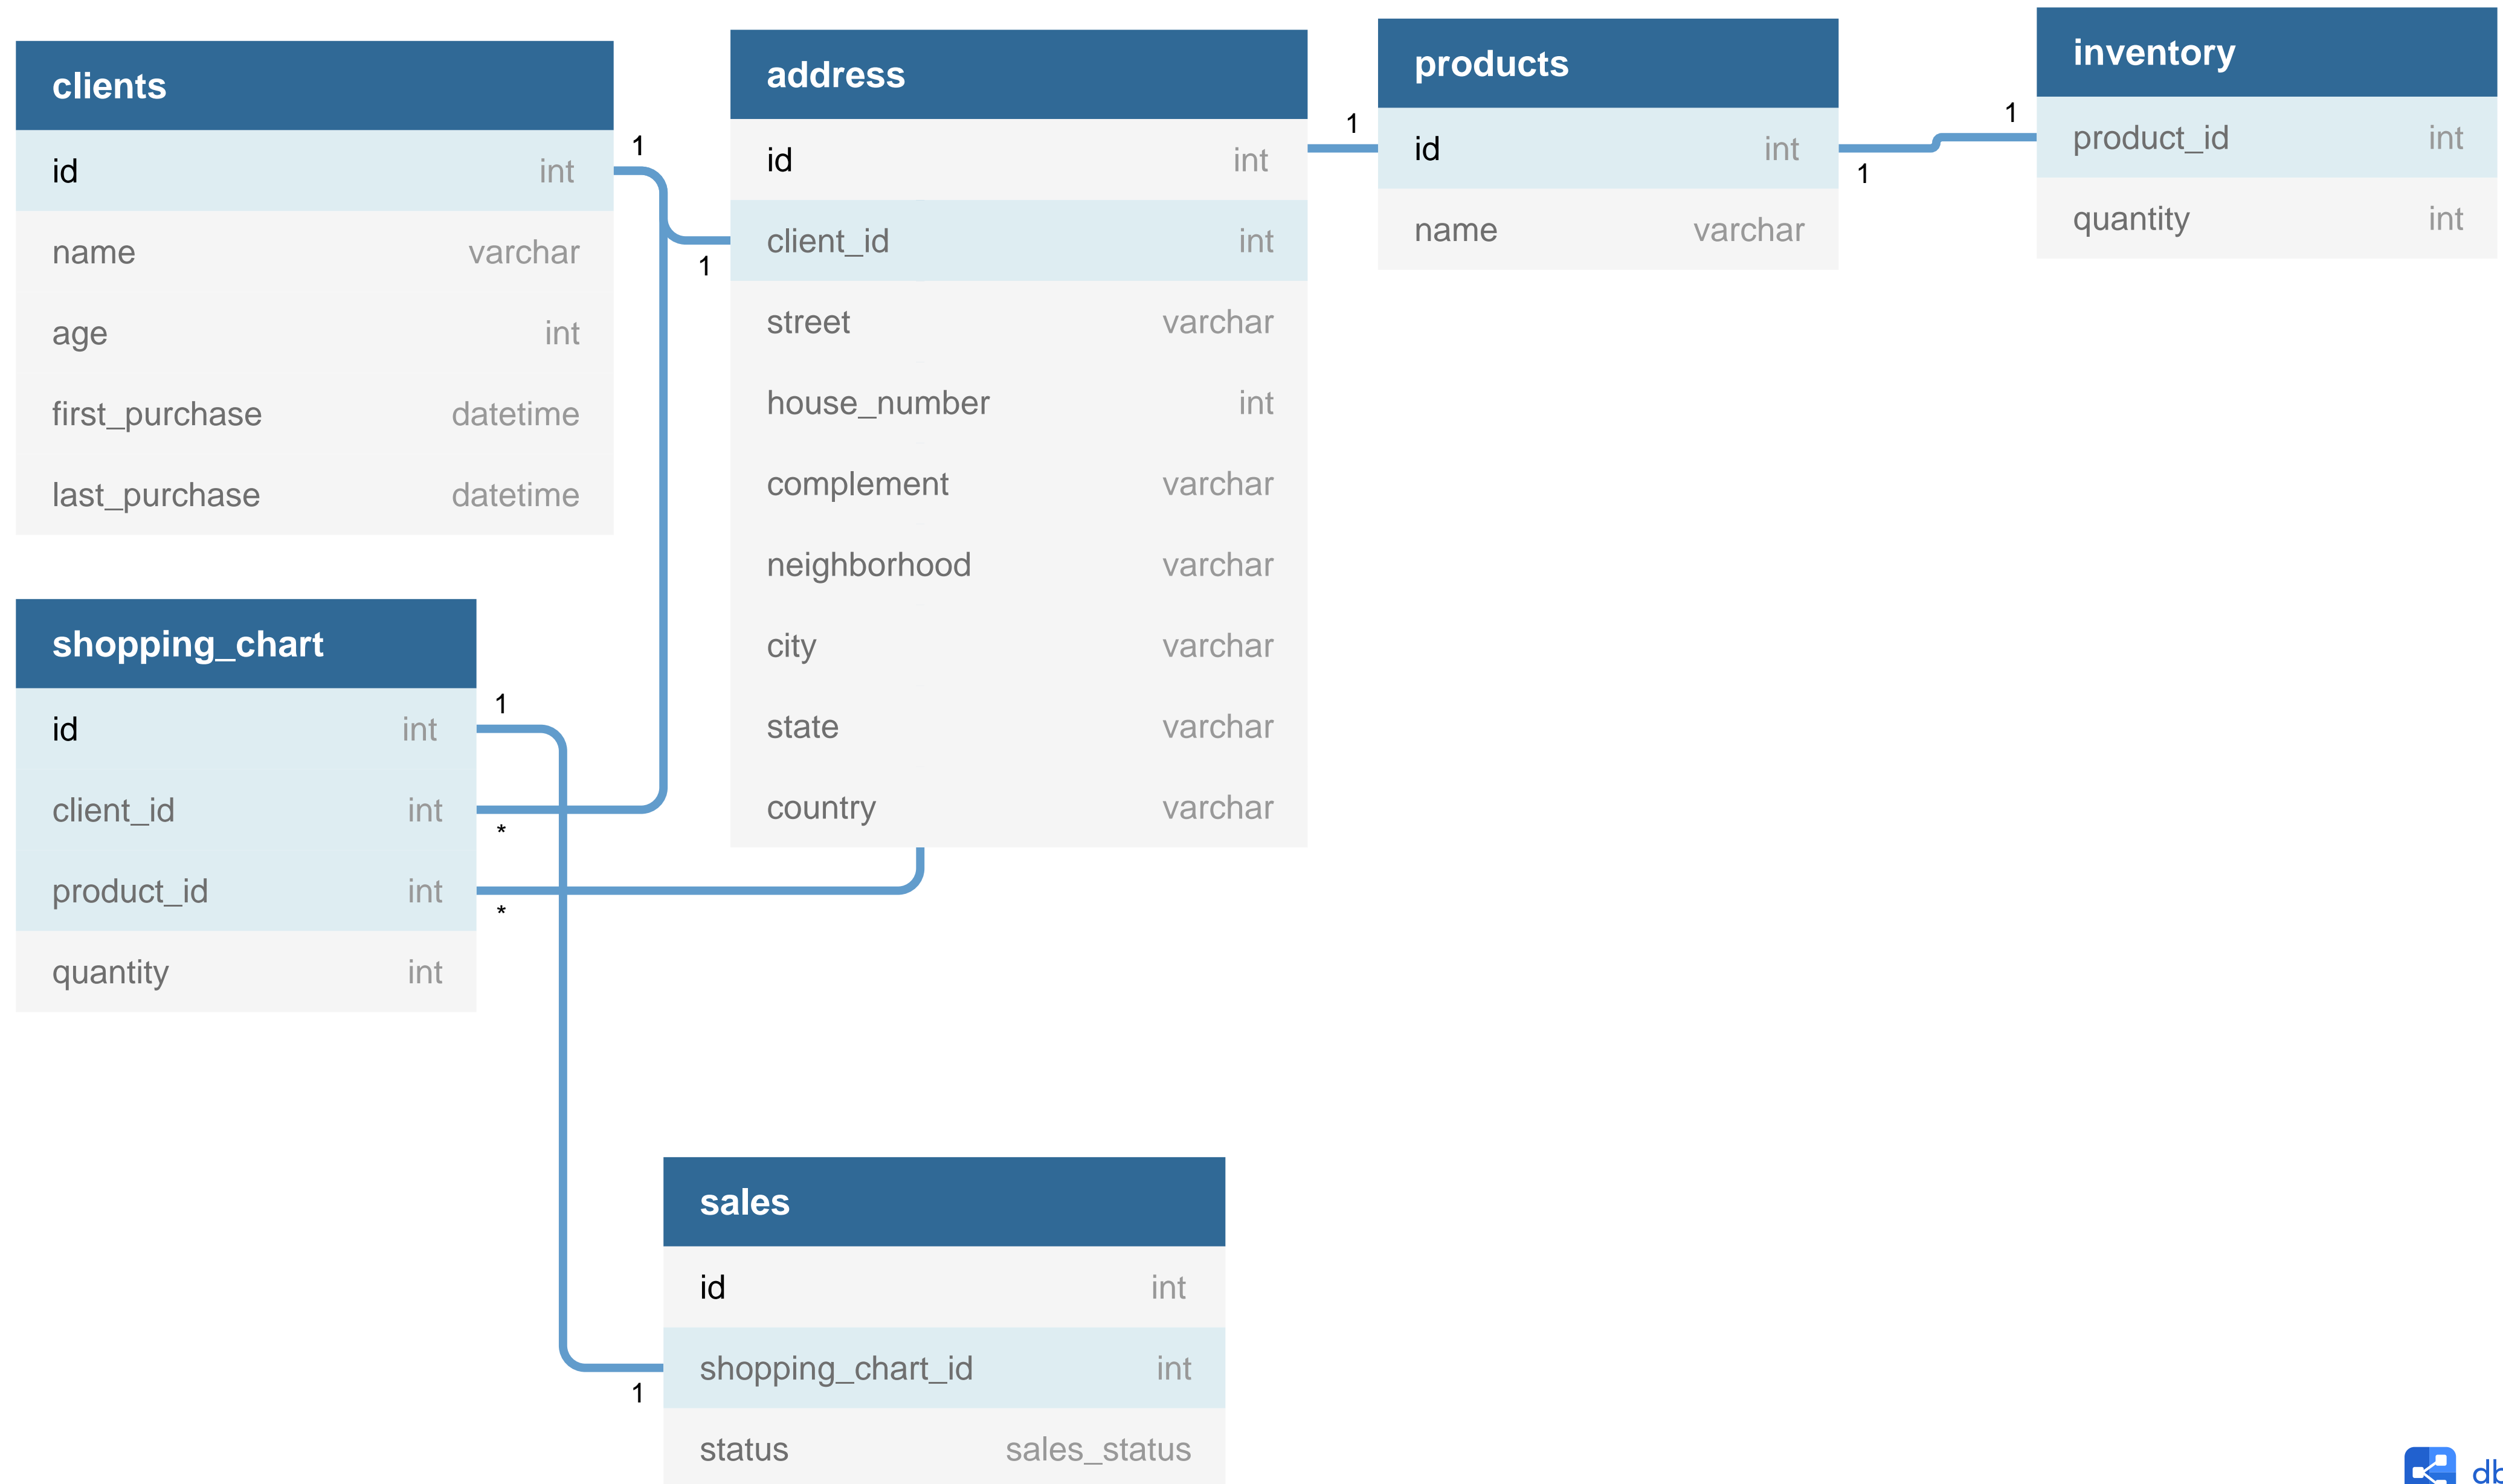 clients
id int
name varchar
age int
first_purchase datetime
last_purchase datetime
address
id int
client_id int
street varchar
house_number int
complement varchar
neighborhood varchar
city varchar
state varchar
country varchar
products
id int
name varchar
inventory
product_id int
quantity int
shopping_chart
id int
client_id int
product_id int
quantity int
sales
id int
shopping_chart_id int
status sales_status
1
1
1
1
1
1
*
*
1
db